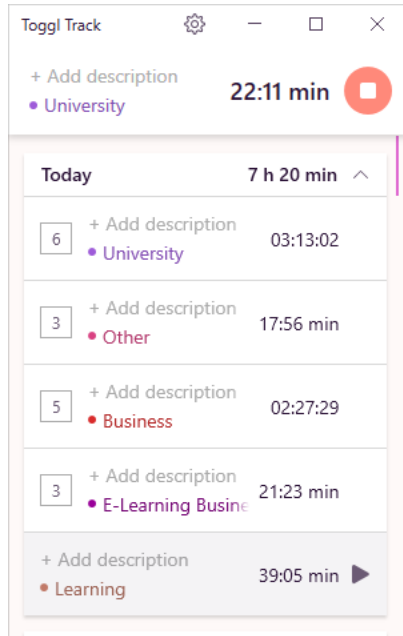 Toggl Track
+ Add description
22:11 min
• University
Today 7 h 20 min
6
+ Add description
03:13:02
• University
3
+ Add description
17:56 min
• Other
5
+ Add description
02:27:29
• Business
3
+ Add description
21:23 min
• E-Learning Busine
+ Add description
39:05 min
• Learning